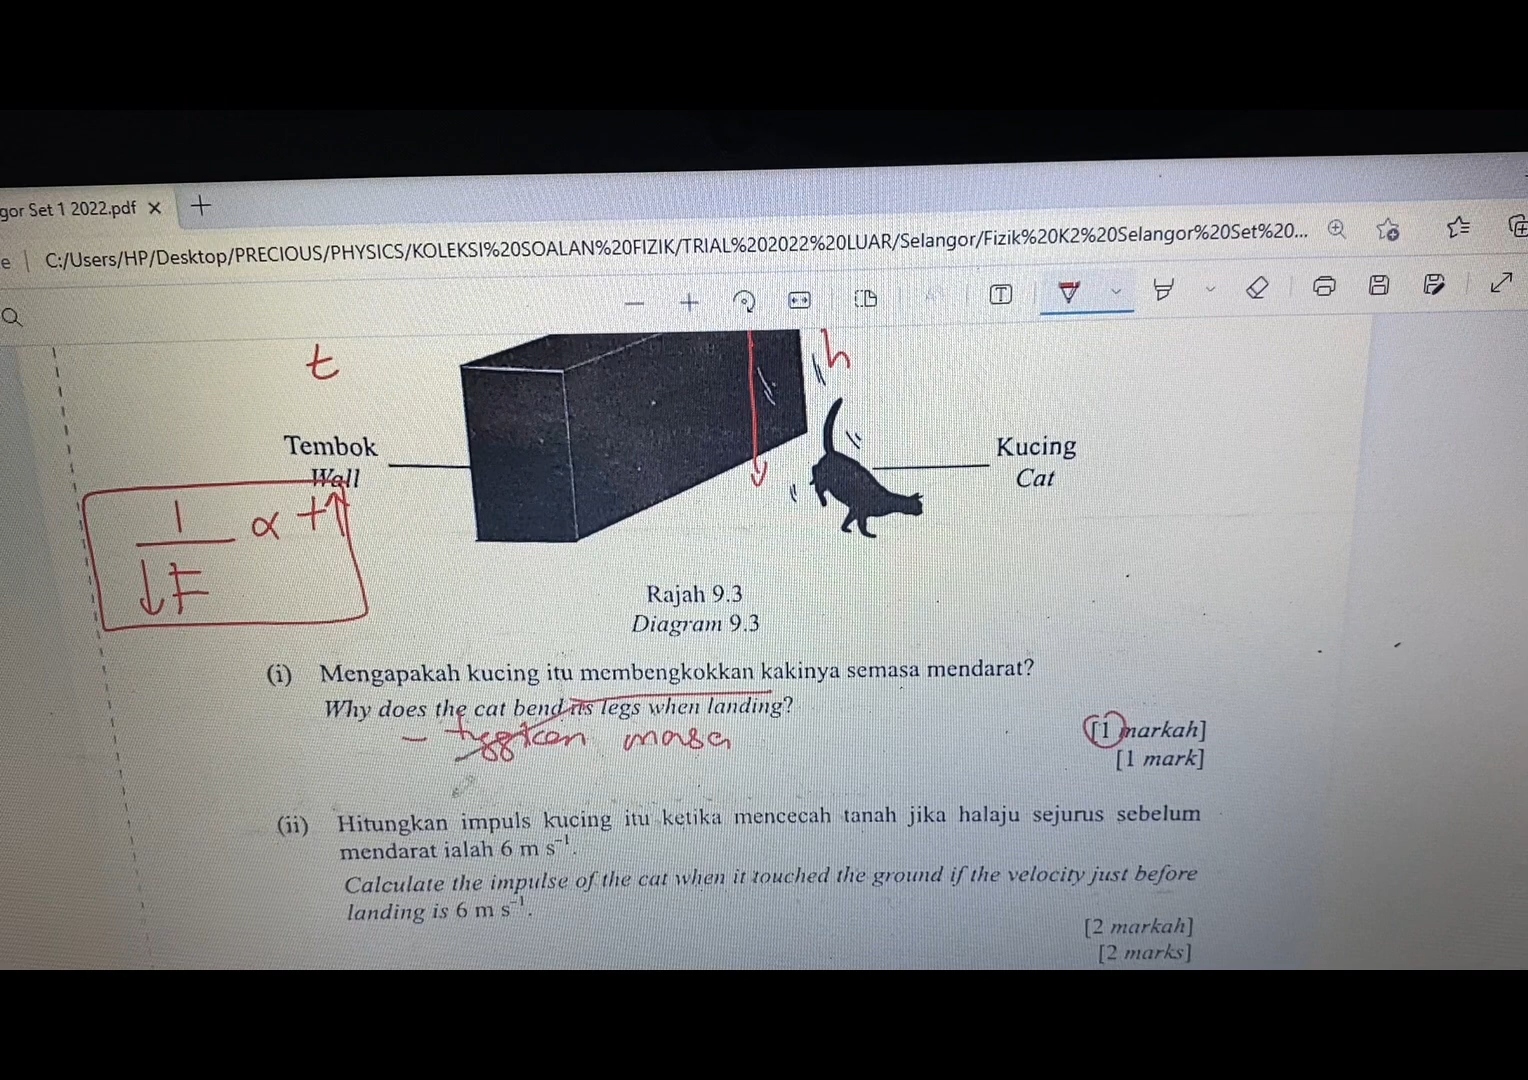 gor Set 1 2022.pdf
C:/Users/HP/Desktop/PRECIOUS/PHYSICS/KOLEKSI%20SOALAN%20FIZIK/TRIAL%202022%20LUAR/Selangor/Fizik%20K2%20Selangor%20Set%20...
t
h
Tembok
Wall
Kucing
Cat
1
↓F
α t↑
Rajah 9.3
Diagram 9.3
(i) Mengapakah kucing itu membengkokkan kakinya semasa mendarat?
Why does the cat bend its legs when landing?
masa
[1 markah]
[1 mark]
(ii) Hitungkan impuls kucing itu ketika mencecah tanah jika halaju sejurus sebelum
mendarat ialah 6 m s⁻¹.
Calculate the impulse of the cat when it touched the ground if the velocity just before
landing is 6 m s⁻¹.
[2 markah]
[2 marks]